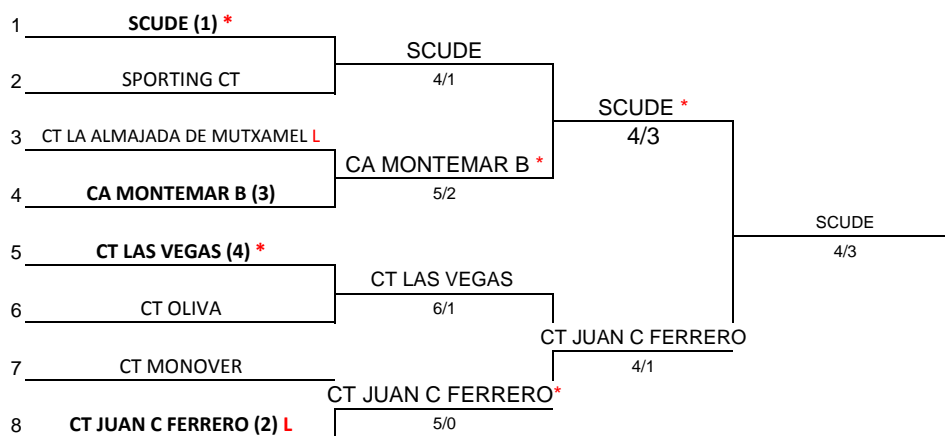 1 SCUDE (1) *
SCUDE
2 SPORTING CT
4/1
SCUDE *
3 CT LA ALMAJADA DE MUTXAMEL L
4/3
CA MONTEMAR B *
4 CA MONTEMAR B (3)
5/2
SCUDE
5 CT LAS VEGAS (4) *
4/3
CT LAS VEGAS
6 CT OLIVA
6/1
CT JUAN C FERRERO
7 CT MONOVER
4/1
CT JUAN C FERRERO*
8 CT JUAN C FERRERO (2) L
5/0